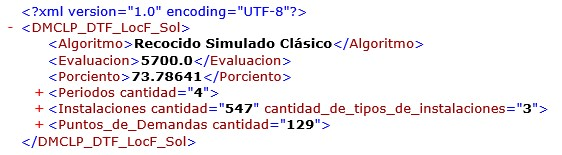 <?xml version="1.0" encoding="UTF-8"?>
- <DMCLP_DTF_LocF_Sol>
<Algoritmo>Recocido Simulado Clásico</Algoritmo>
<Evaluacion>5700.0</Evaluacion>
<Porciento>73.78641</Porciento>
+ <Periodos cantidad="4">
+ <Instalaciones cantidad="547" cantidad_de_tipos_de_instalaciones="3">
+ <Puntos_de_Demandas cantidad="129">
</DMCLP_DTF_LocF_Sol>